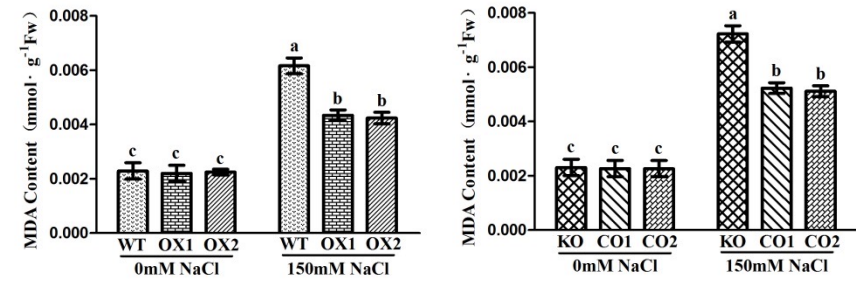 MDA Content (mmol· g⁻¹Fw)
0.008
0.006
0.004
0.002
0.000
c c c
a b b
WT OX1 OX2 WT OX1 OX2
0mM NaCl 150mM NaCl
MDA Content (mmol· g⁻¹Fw)
0.008
0.006
0.004
0.002
0.000
c c c
a b b
KO CO1 CO2 KO CO1 CO2
0mM NaCl 150mM NaCl